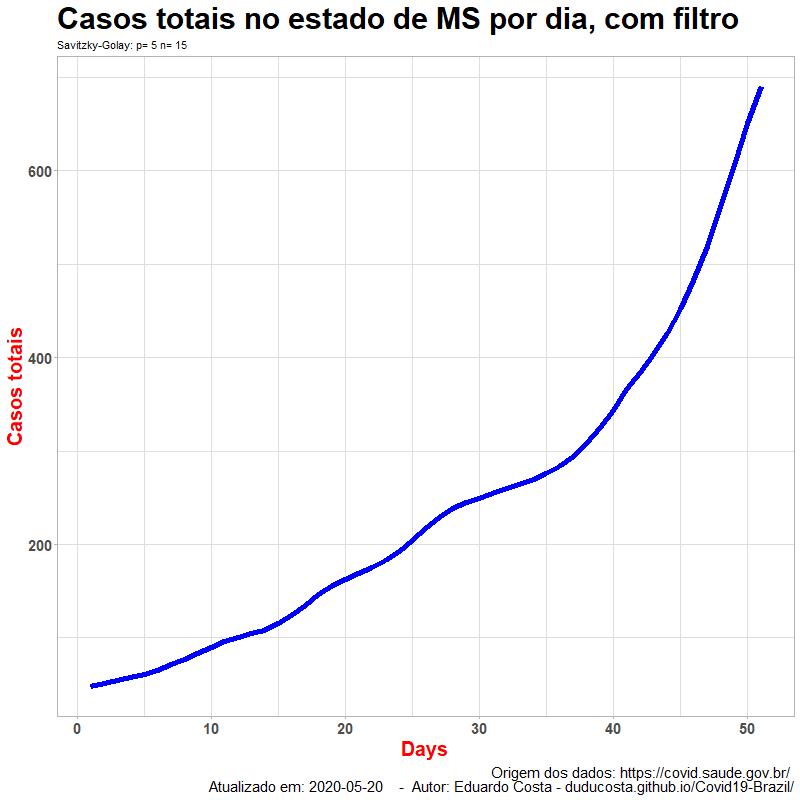 Casos totais no estado de MS por dia, com filtro
Savitzky-Golay: p= 5 n= 15
600
400
200
Casos totais
0 10 20 30 40 50
Days
Origem dos dados: https://covid.saude.gov.br/
Atualizado em: 2020-05-20 - Autor: Eduardo Costa - duducosta.github.io/Covid19-Brazil/